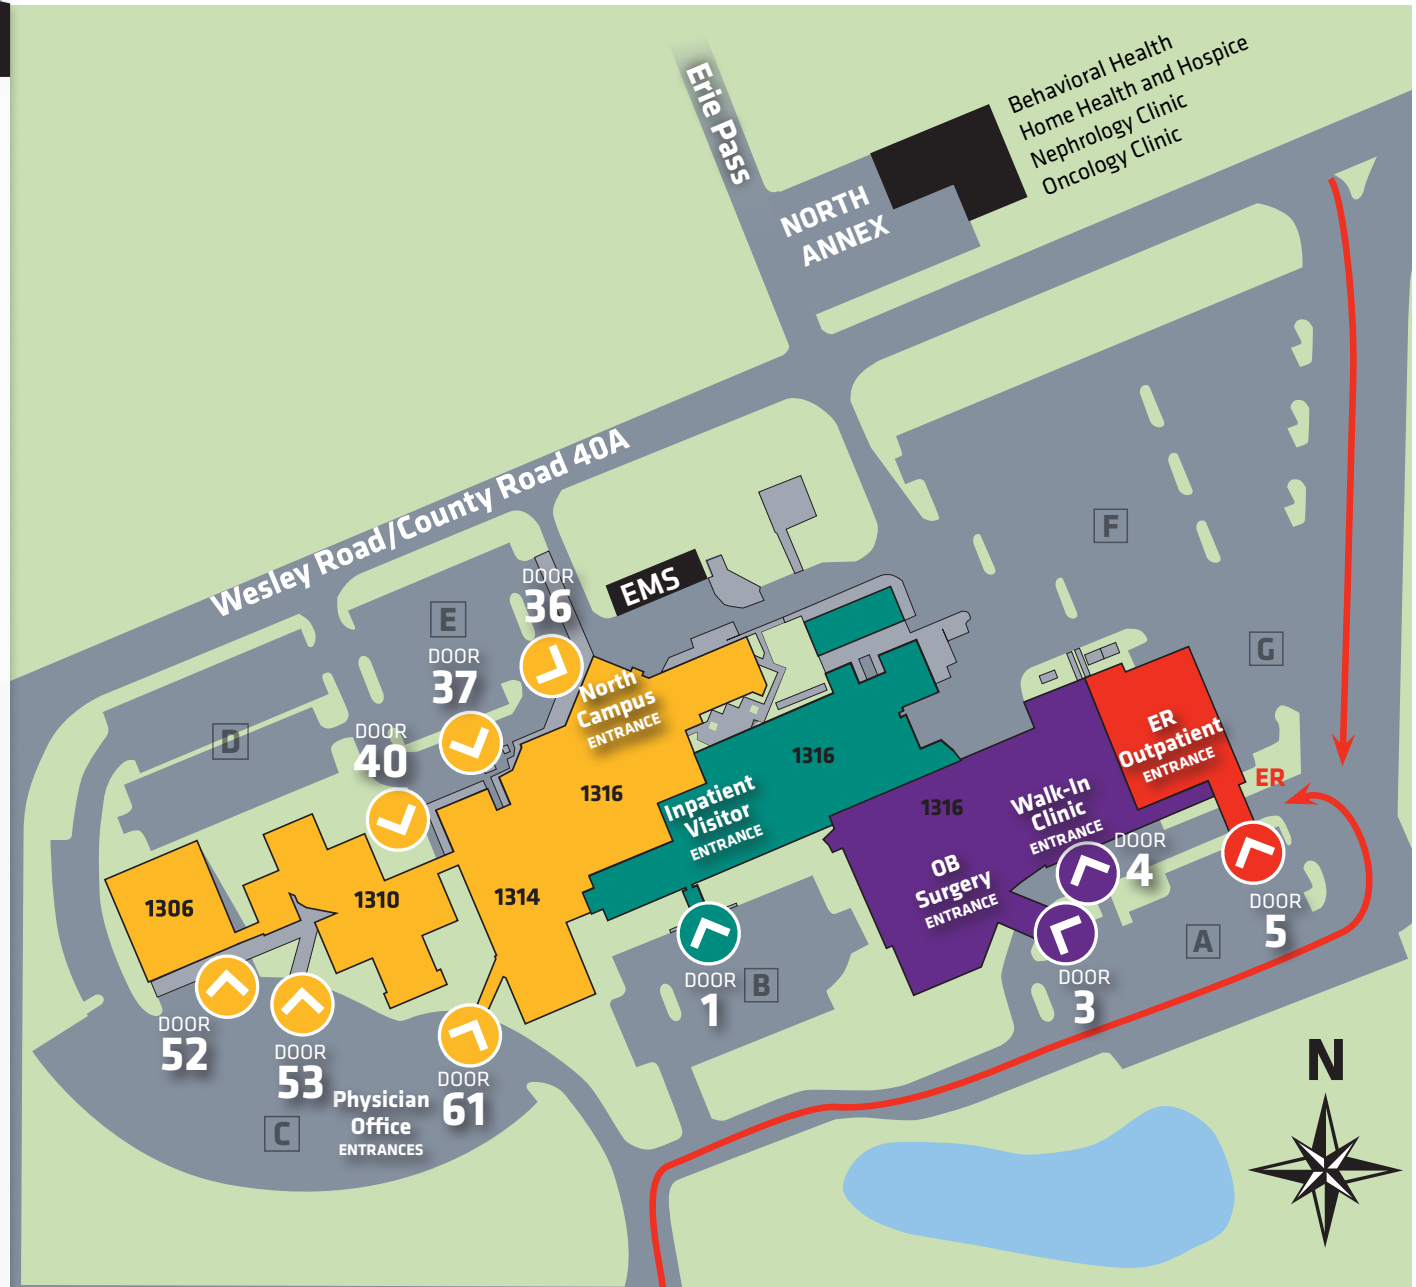 Behavioral Health
Home Health and Hospice
Nephrology Clinic
Oncology Clinic
Erie Pass
NORTH
ANNEX
Wesley Road/County Road 40A
EMS
F
E
G
D
DOOR
36
DOOR
37
DOOR
40
North
Campus
ENTRANCE
1316
1316
1316
Inpatient
Visitor
ENTRANCE
ER
Outpatient
ENTRANCE
ER
Walk-In
Clinic
ENTRANCE
OB
Surgery
ENTRANCE
DOOR
4
DOOR
5
DOOR
3
A
1306
1310
1314
DOOR
1
B
DOOR
52
DOOR
53
DOOR
61
Physician
Office
ENTRANCES
C
N